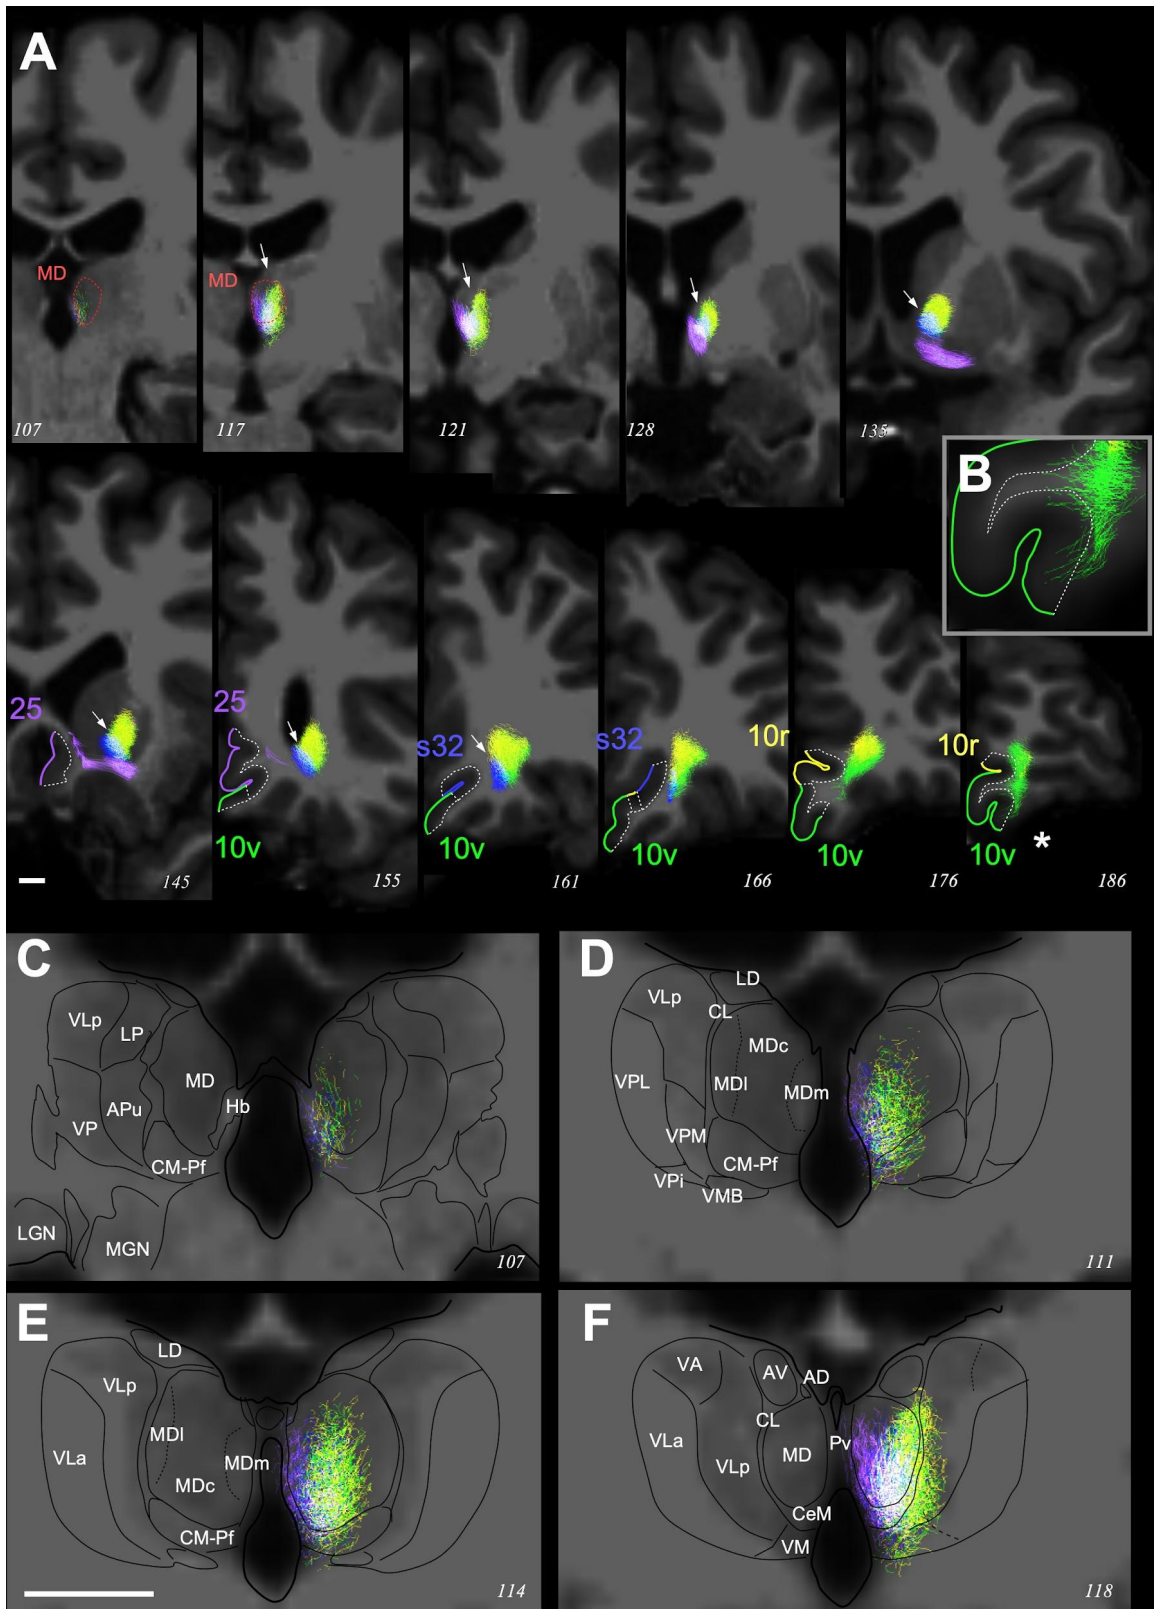 A
MD
MD
107
117
121
128
135
B
25
25
s32
s32
10r
10r
10v
10v
10v
10v
10v
*
145
155
161
166
176
186
C
VLp
LP
MD
Hb
APu
VP
CM-Pf
LGN
MGN
107
D
LD
VLp
CL
MDc
MDl
MDm
VPL
VPM
CM-Pf
VPi
VMB
111
E
LD
VLp
MDl
MDm
VLa
MDc
CM-Pf
114
F
VA
AV
AD
CL
VLa
Pv
MD
VLp
CeM
VM
118